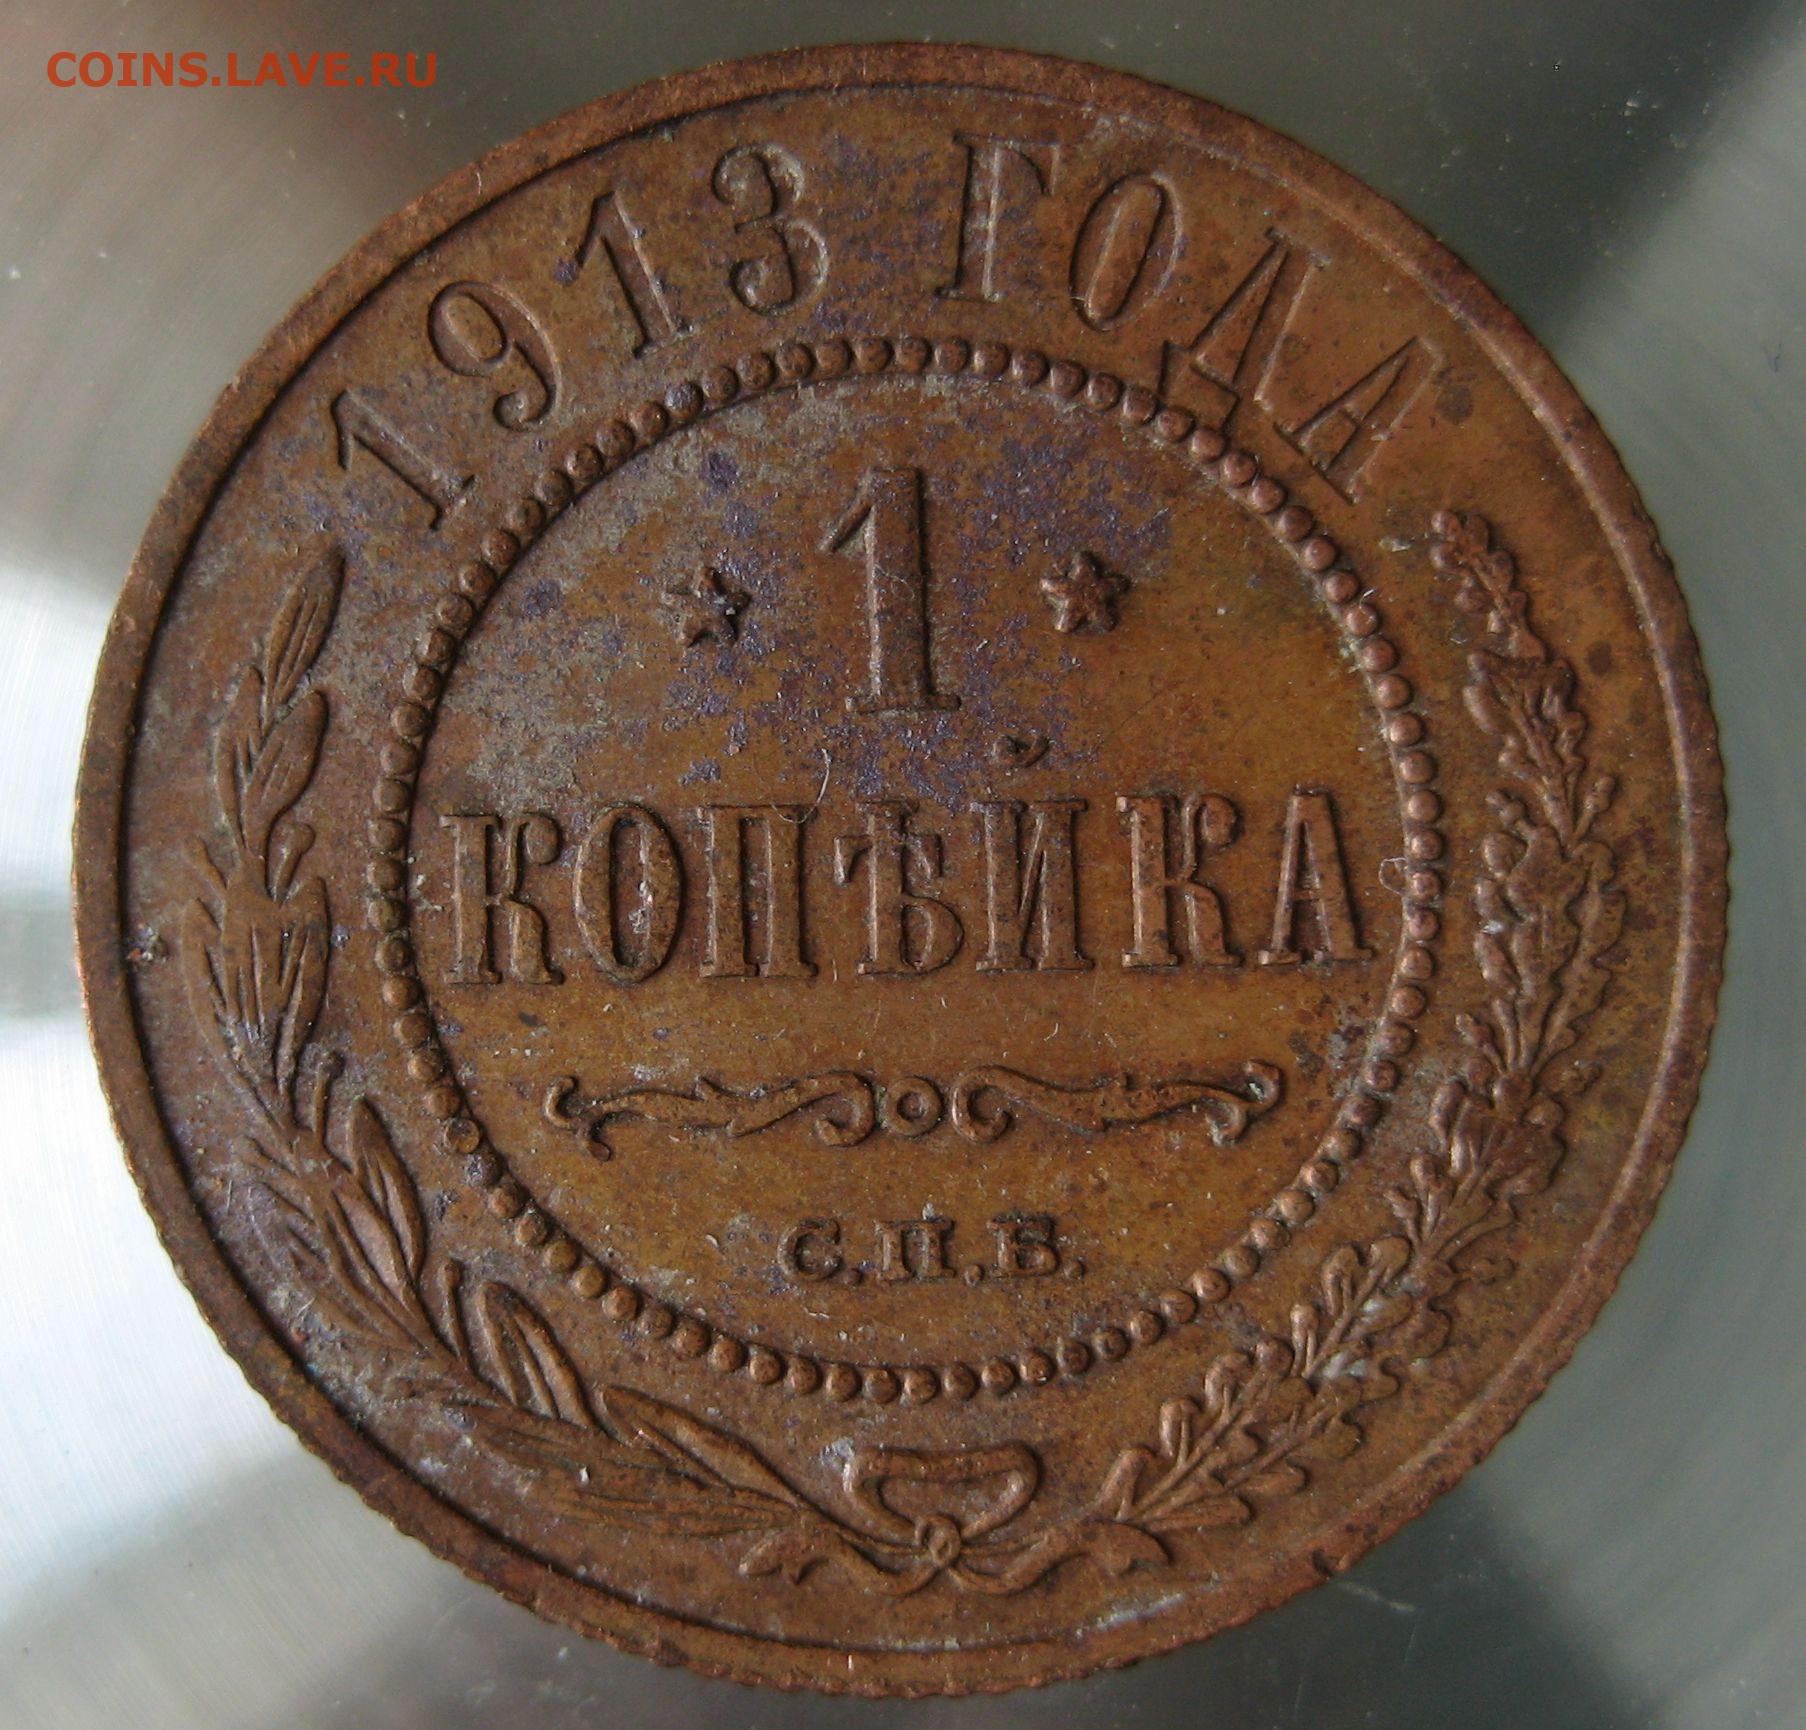 COINS.LAVE.RU
1913 ГОДА
1
КОПѢЙКА
С.П.Б.